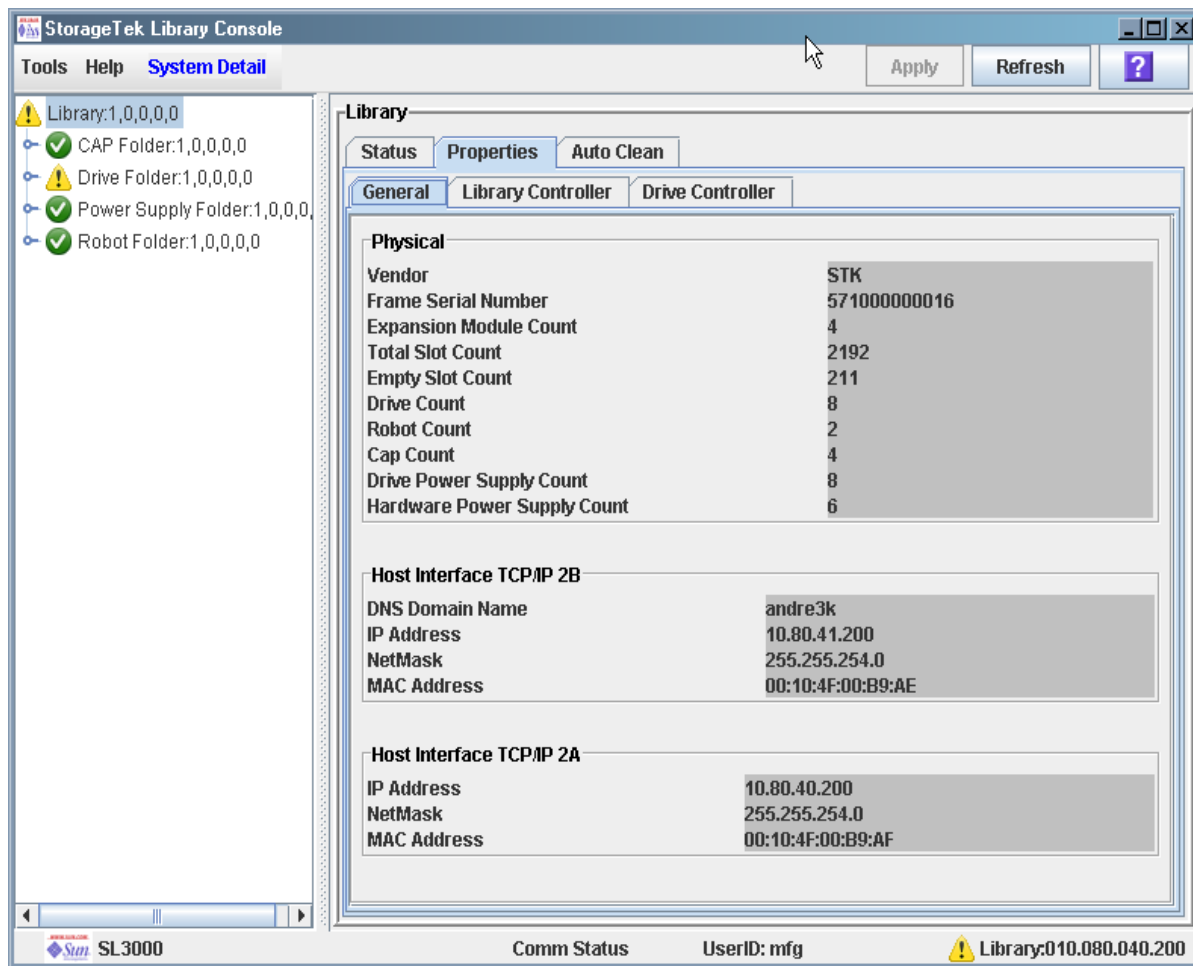 StorageTek Library Console
Tools Help System Detail Apply Refresh ?
Library:1,0,0,0,0
CAP Folder:1,0,0,0,0
Drive Folder:1,0,0,0,0
Power Supply Folder:1,0,0,0,
Robot Folder:1,0,0,0,0
Library
Status Properties Auto Clean
General Library Controller Drive Controller
Physical
Vendor STK
Frame Serial Number 571000000016
Expansion Module Count 4
Total Slot Count 2192
Empty Slot Count 211
Drive Count 8
Robot Count 2
Cap Count 4
Drive Power Supply Count 8
Hardware Power Supply Count 6
Host Interface TCP/IP 2B
DNS Domain Name andre3k
IP Address 10.80.41.200
NetMask 255.255.254.0
MAC Address 00:10:4F:00:B9:AE
Host Interface TCP/IP 2A
IP Address 10.80.40.200
NetMask 255.255.254.0
MAC Address 00:10:4F:00:B9:AF
Sun SL3000 Comm Status UserID: mfg Library:010.080.040.200